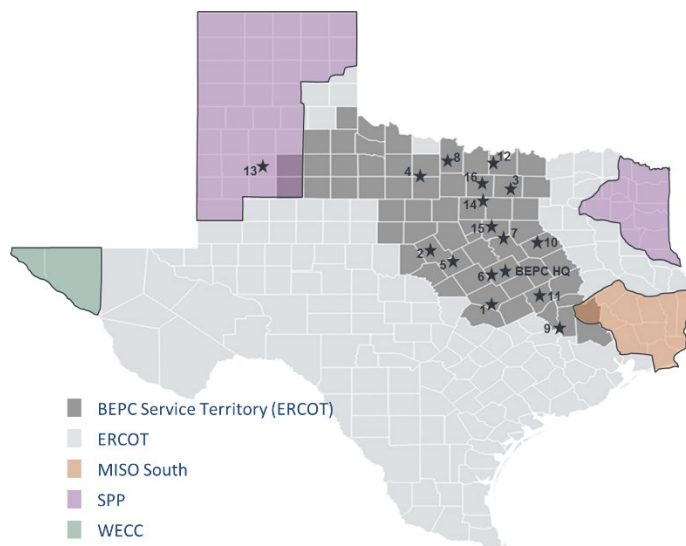 8
12
13
4
16
3
14
15
7
10
2
5
6
BEPC HQ
11
1
9
BEPC Service Territory (ERCOT)
ERCOT
MISO South
SPP
WECC